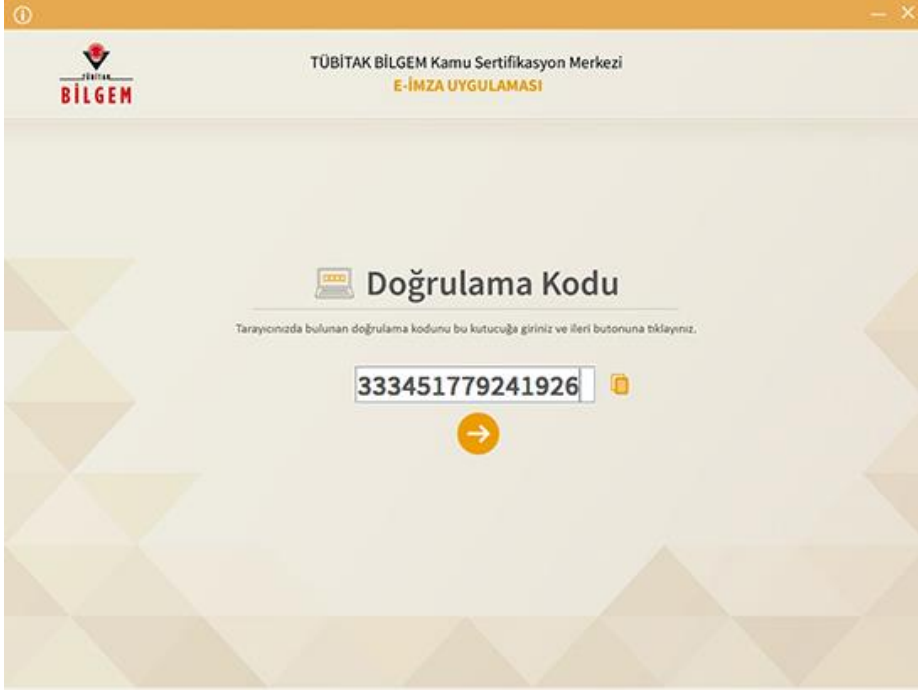 TÜBİTAK BİLGEM Kamu Sertifikasyon Merkezi
E-İMZA UYGULAMASI
TÜBİTAK
BİLGEM
Doğrulama Kodu
Tarayıcınızda bulunan doğrulama kodunu bu kutucuğa giriniz ve ileri butonuna tıklayınız.
333451779241926